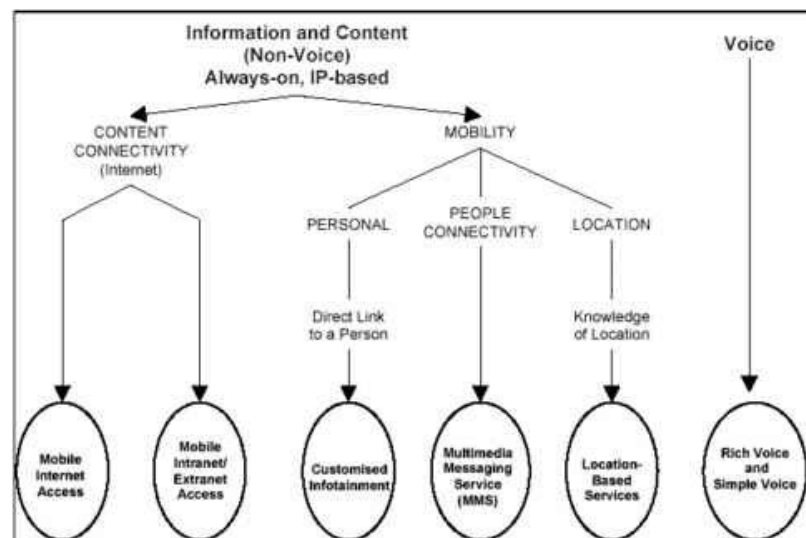 Information and Content
(Non-Voice)
Always-on, IP-based
Voice
CONTENT
CONNECTIVITY
(Internet)
MOBILITY
PERSONAL
PEOPLE
CONNECTIVITY
LOCATION
Direct Link
to a Person
Knowledge
of Location
Mobile
Internet
Access
Mobile
Intranet/
Extranet
Access
Customised
Infotainment
Multimedia
Messaging
Service
(MMS)
Location-
Based
Services
Rich Voice
and
Simple Voice